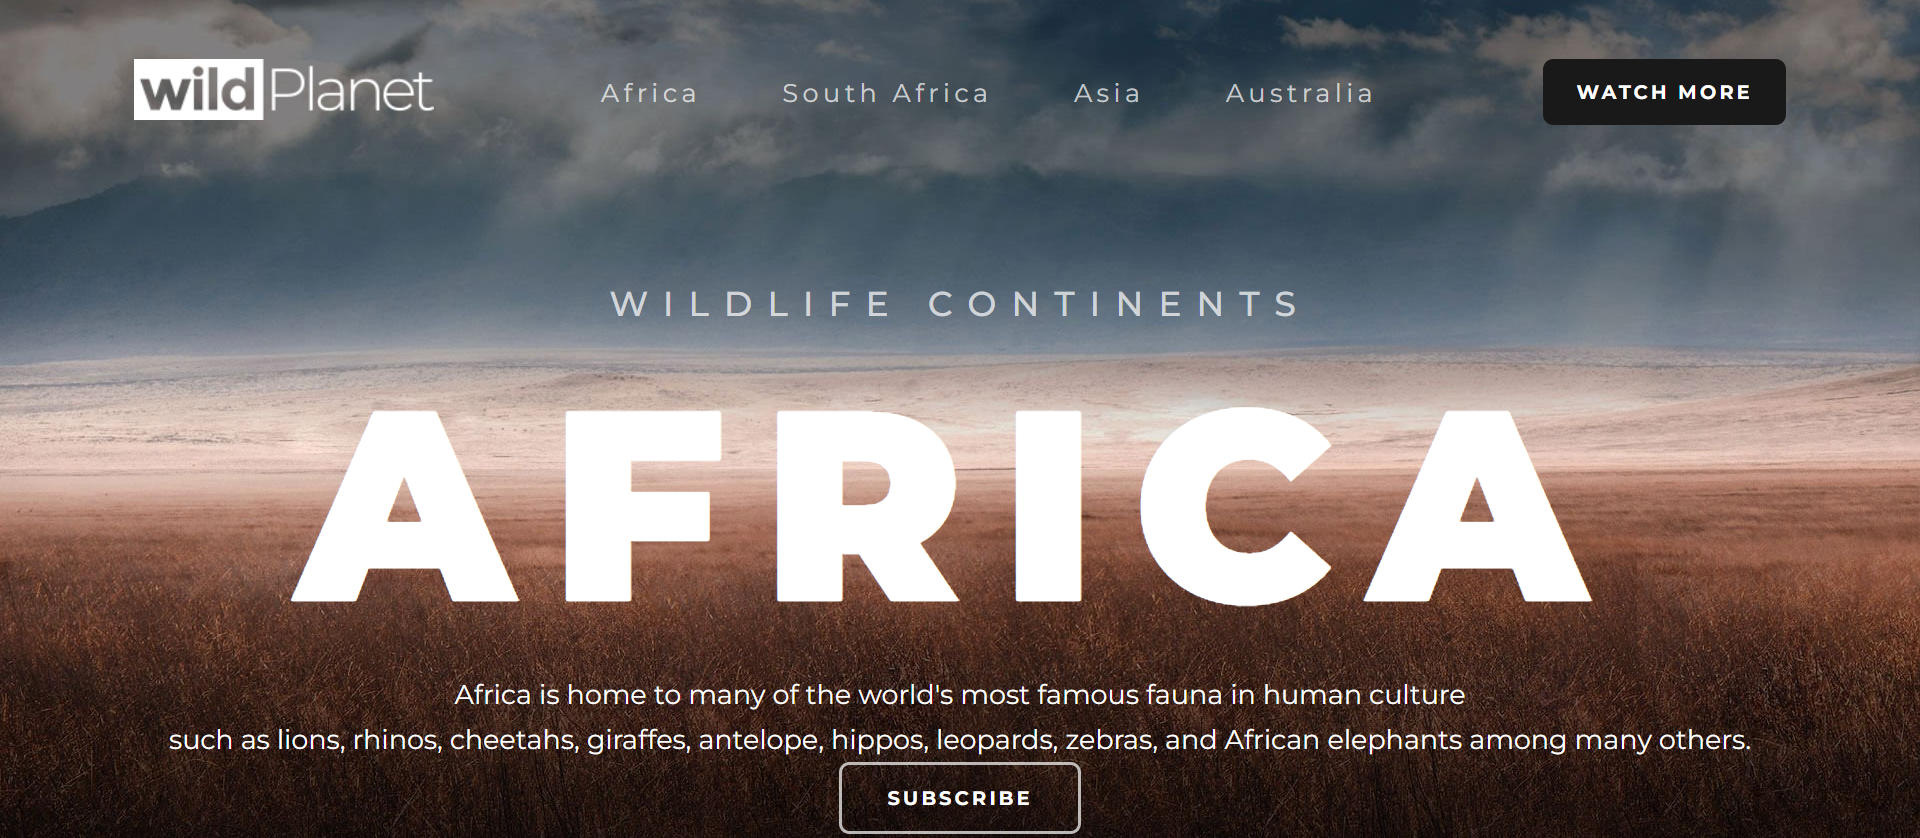 wildPlanet
Africa South Africa Asia Australia
WATCH MORE
WILDLIFE CONTINENTS
AFRICA
Africa is home to many of the world's most famous fauna in human culture
such as lions, rhinos, cheetahs, giraffes, antelope, hippos, leopards, zebras, and African elephants among many others.
SUBSCRIBE